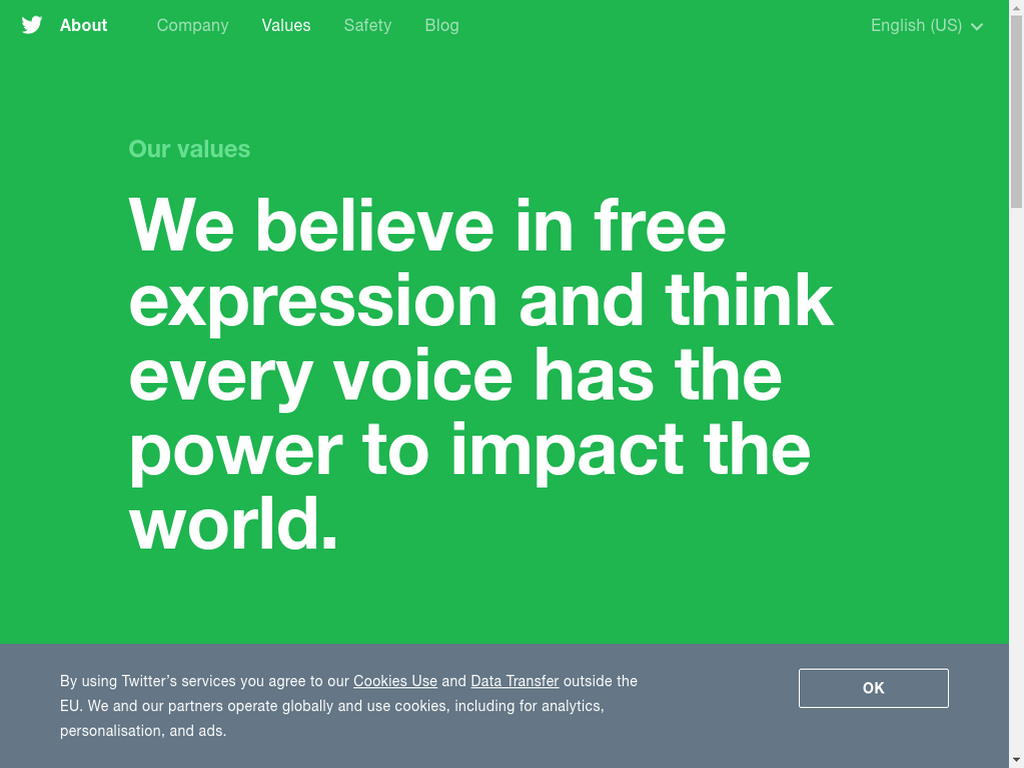 About Company Values Safety Blog English (US)
Our values
We believe in free
expression and think
every voice has the
power to impact the
world.
By using Twitter’s services you agree to our Cookies Use and Data Transfer outside the
EU. We and our partners operate globally and use cookies, including for analytics,
personalisation, and ads.
OK